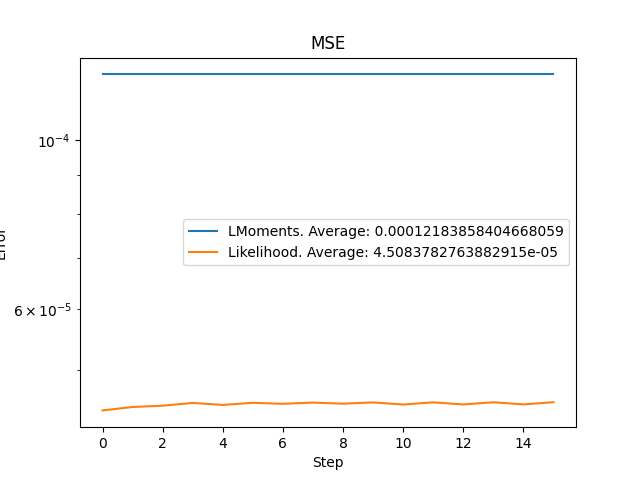 MSE
10⁻⁴
LMoments. Average: 0.00012183858404668059
Likelihood. Average: 4.5083782763882915e-05
Error
6 × 10⁻⁵
0 2 4 6 8 10 12 14
Step